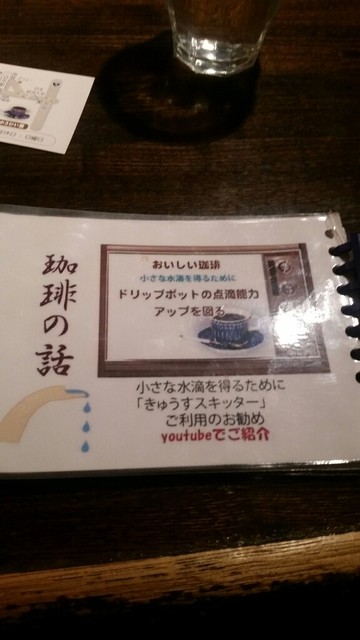 珈琲の話
おいしい珈琲
小さな水滴を得るために
ドリップポットの点滴能力
アップを図る
小さな水滴を得るために
「きゅうすスキッター」
ご利用のお勧め
youtubeでご紹介